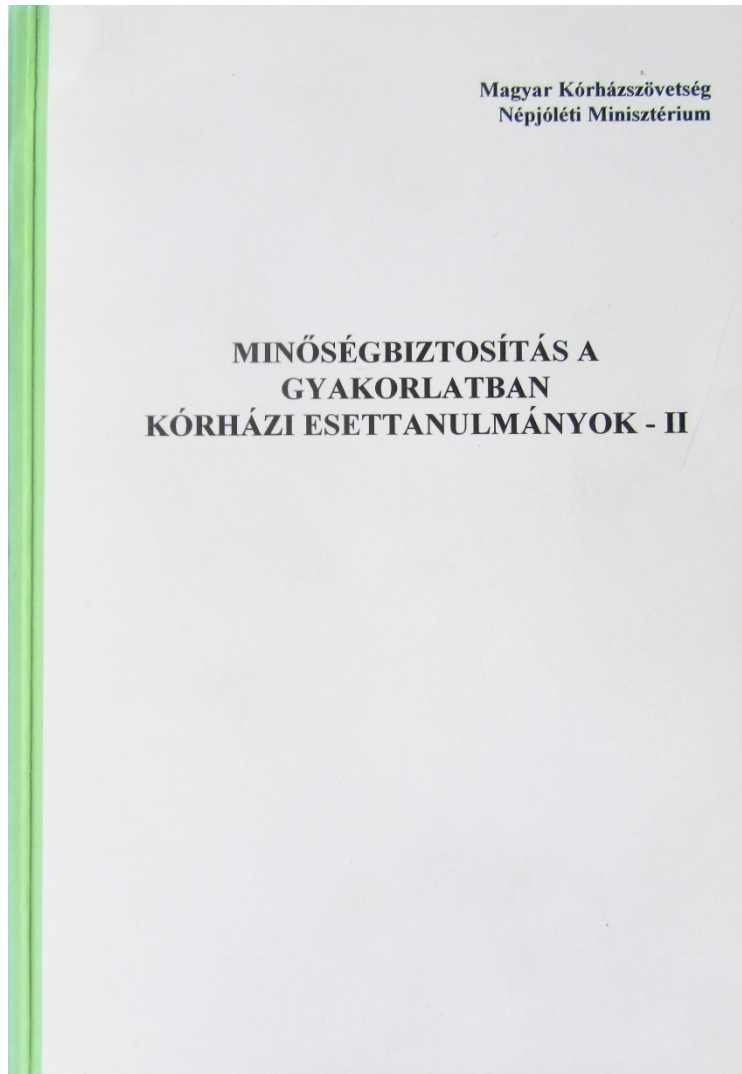 Magyar Kórházszövetség
Népjóléti Minisztérium
MINŐSÉGBIZTOSÍTÁS A
GYAKORLATBAN
KÓRHÁZI ESETTANULMÁNYOK - II